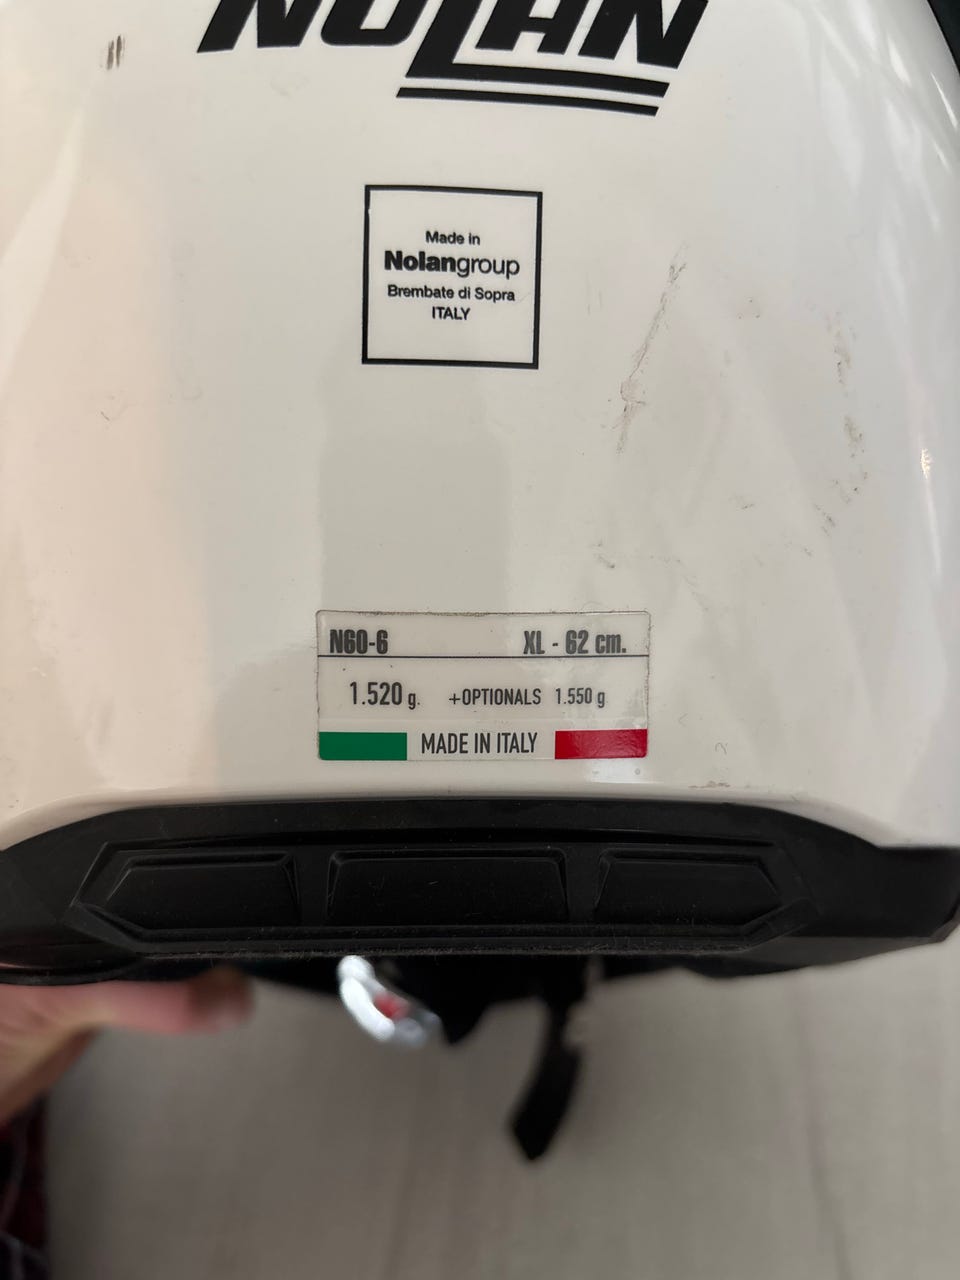 NOLAN
Made in
Nolangroup
Brembate di Sopra
ITALY
N60-6 XL - 62 cm.
1.520 g. +OPTIONALS 1.550 g
MADE IN ITALY